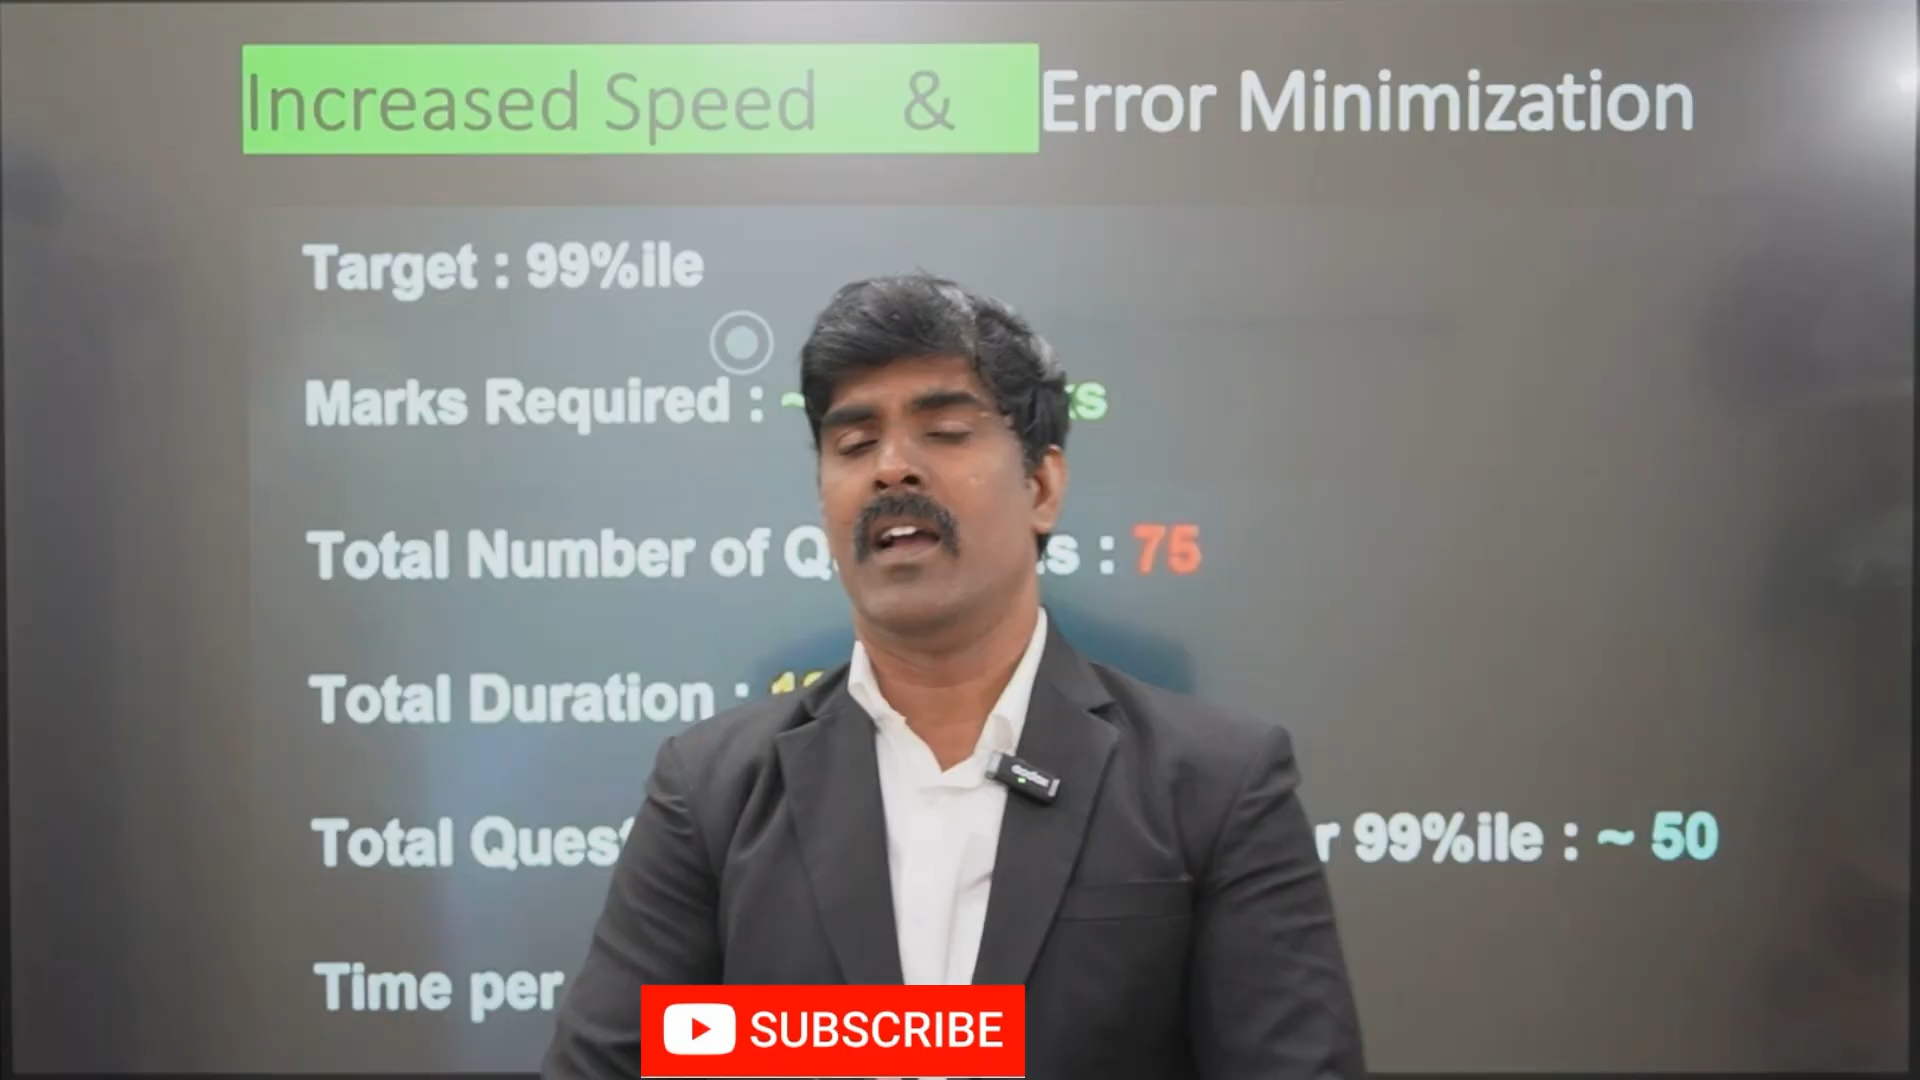 Increased Speed & Error Minimization
Target : 99%ile
Marks Required : ~
Total Number of : 75
Total Duration :
Total 99%ile : ~ 50
Time per
SUBSCRIBE